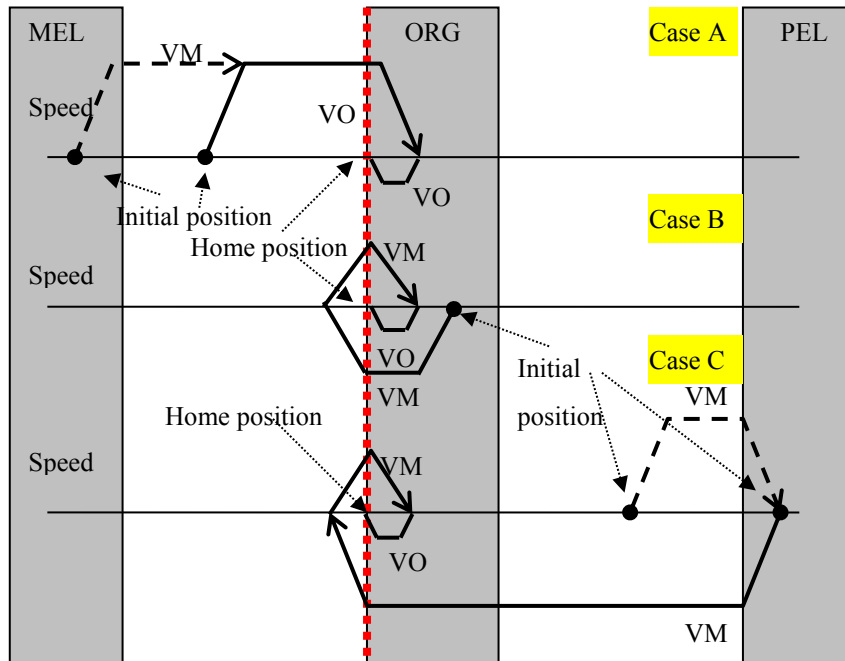 MEL
ORG
Case A
PEL
VM
Speed
VO
VO
Initial position
Case B
Home position
VM
Speed
VO
Initial
position
Case C
VM
VM
Home position
Speed
VM
VO
VM